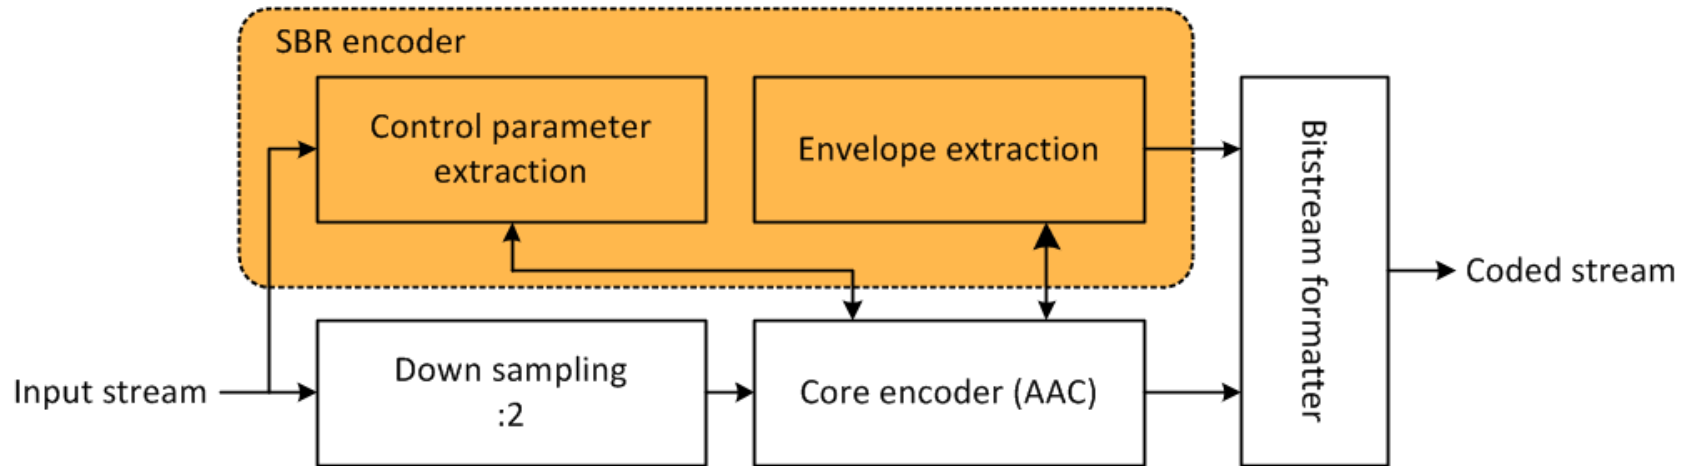 SBR encoder
Control parameter
extraction
Envelope extraction
Bitstream formatter
Coded stream
Input stream
Down sampling
:2
Core encoder (AAC)